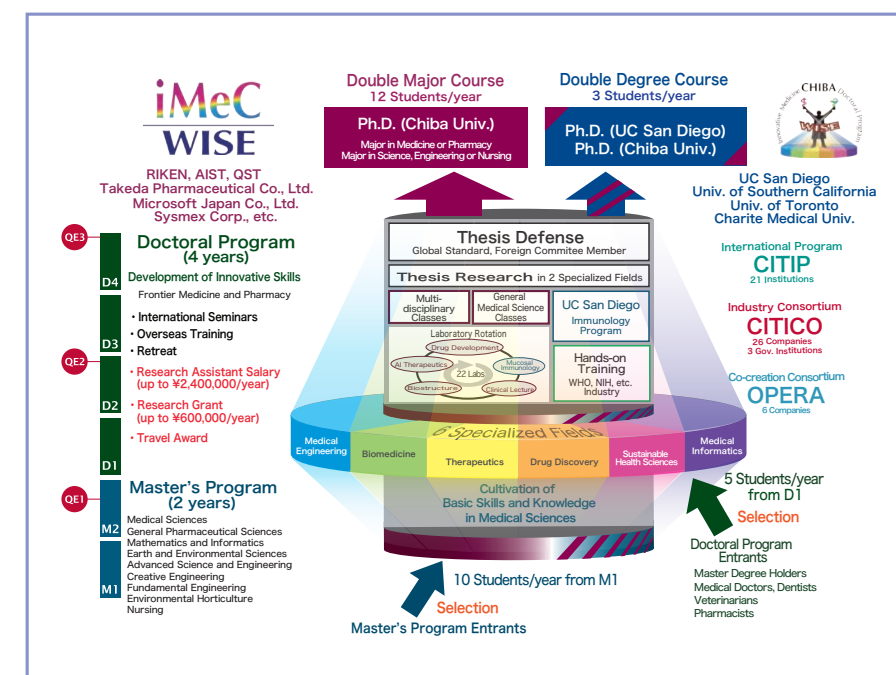 iMeC
WISE
RIKEN, AIST, QST
Takeda Pharmaceutical Co., Ltd.
Microsoft Japan Co., Ltd.
Sysmex Corp., etc.
Double Major Course
12 Students/year
Ph.D. (Chiba Univ.)
Major in Medicine or Pharmacy
Major in Science, Engineering or Nursing
Double Degree Course
3 Students/year
Ph.D. (UC San Diego)
Ph.D. (Chiba Univ.)
CHIBA
Innovative Medicine
Doctoral Program
WISE
UC San Diego
Univ. of Southern California
Univ. of Toronto
Charite Medical Univ.
QE3
D4
D3
QE2
D2
D1
QE1
M2
M1
Doctoral Program
(4 years)
Development of Innovative Skills
Frontier Medicine and Pharmacy
・International Seminars
・Overseas Training
・Retreat
・Research Assistant Salary
(up to ¥2,400,000/year)
・Research Grant
(up to ¥600,000/year)
・Travel Award
Master's Program
(2 years)
Medical Sciences
General Pharmaceutical Sciences
Mathematics and Informatics
Earth and Environmental Sciences
Advanced Science and Engineering
Creative Engineering
Fundamental Engineering
Environmental Horticulture
Nursing
Thesis Defense
Global Standard, Foreign Commitee Member
Thesis Research in 2 Specialized Fields
Multi-
disciplinary
Classes
General
Medical Science
Classes
UC San Diego
Immunology
Program
Laboratory Rotation
Drug Development
AI Therapeutics
Mucosal
Immunology
22 Labs
Biostructure
Clinical Lecture
Hands-on
Training
WHO, NIH, etc.
Industry
6 Specialized Fields
Medical
Engineering
Biomedicine
Therapeutics
Drug Discovery
Sustainable
Health Sciences
Medical
Informatics
Cultivation of
Basic Skills and Knowledge
in Medical Sciences
10 Students/year from M1
Selection
Master's Program Entrants
International Program
CITIP
21 Institutions
Industry Consortium
CITICO
26 Companies
3 Gov. Institutions
Co-creation Consortium
OPERA
6 Companies
5 Students/year
from D1
Selection
Doctoral Program
Entrants
Master Degree Holders
Medical Doctors, Dentists
Veterinarians
Pharmacists